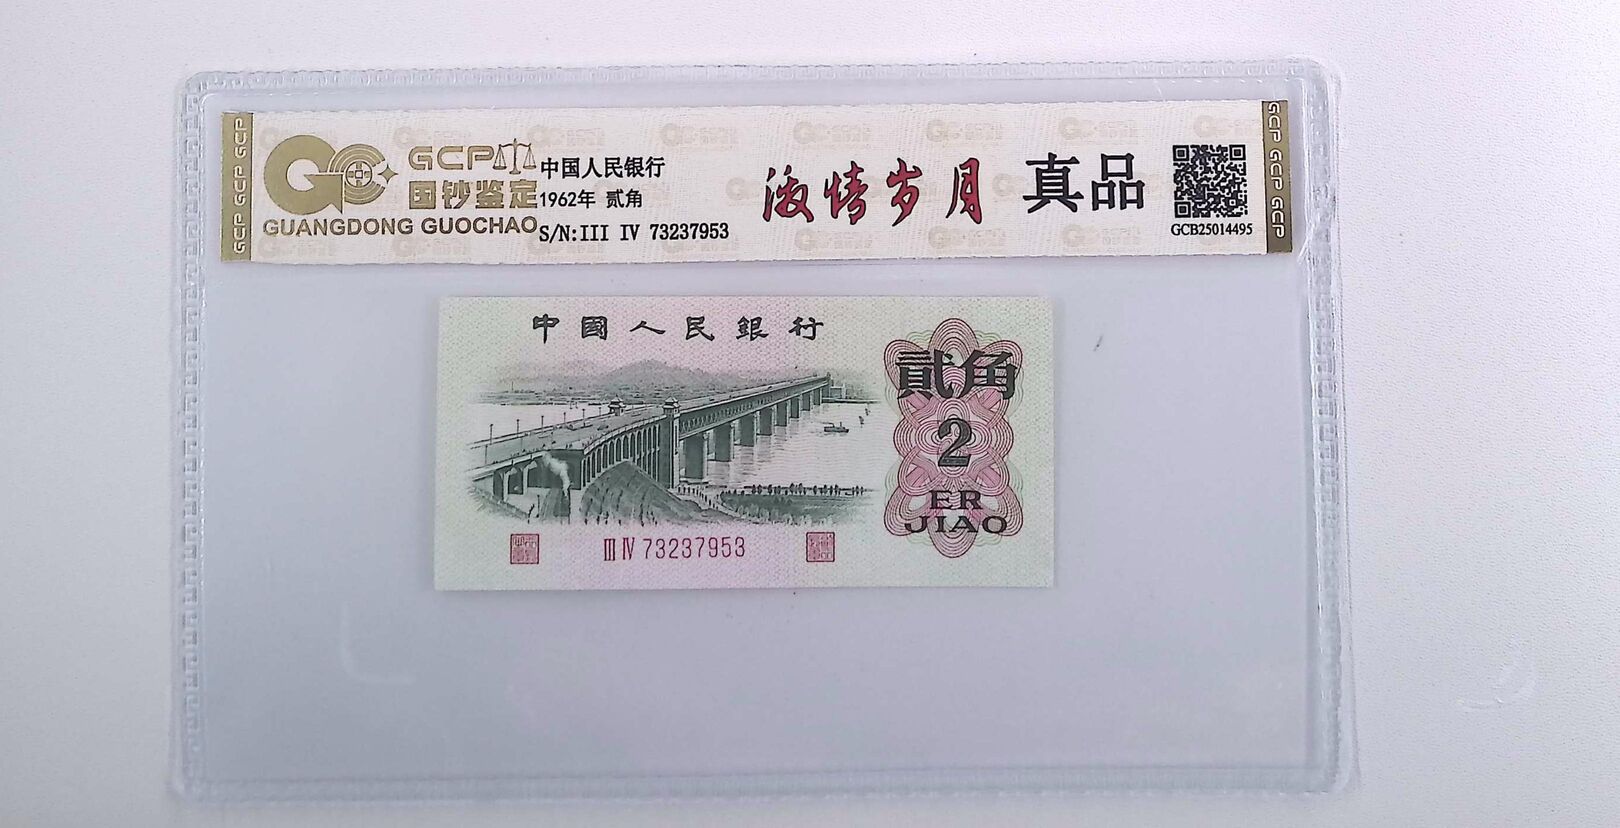 GCP GCP GCP
GCP
国钞鉴定
GUANGDONG GUOCHAO
中国人民银行
1962年 贰角
S/N:III IV 73237953
激情岁月
真品
GCB25014495
GCP GCP GCP
中國人民銀行
貳角
2
ER
JIAO
III IV 73237953